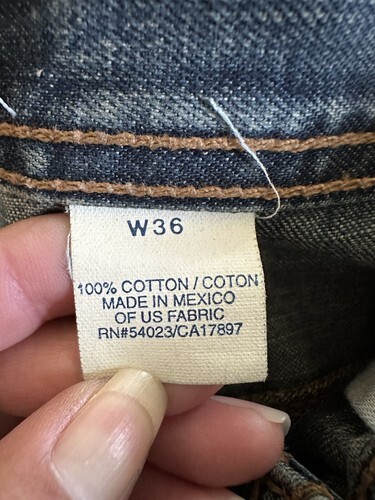 W36
100% COTTON / COTON
MADE IN MEXICO
OF US FABRIC
RN#54023/CA17897